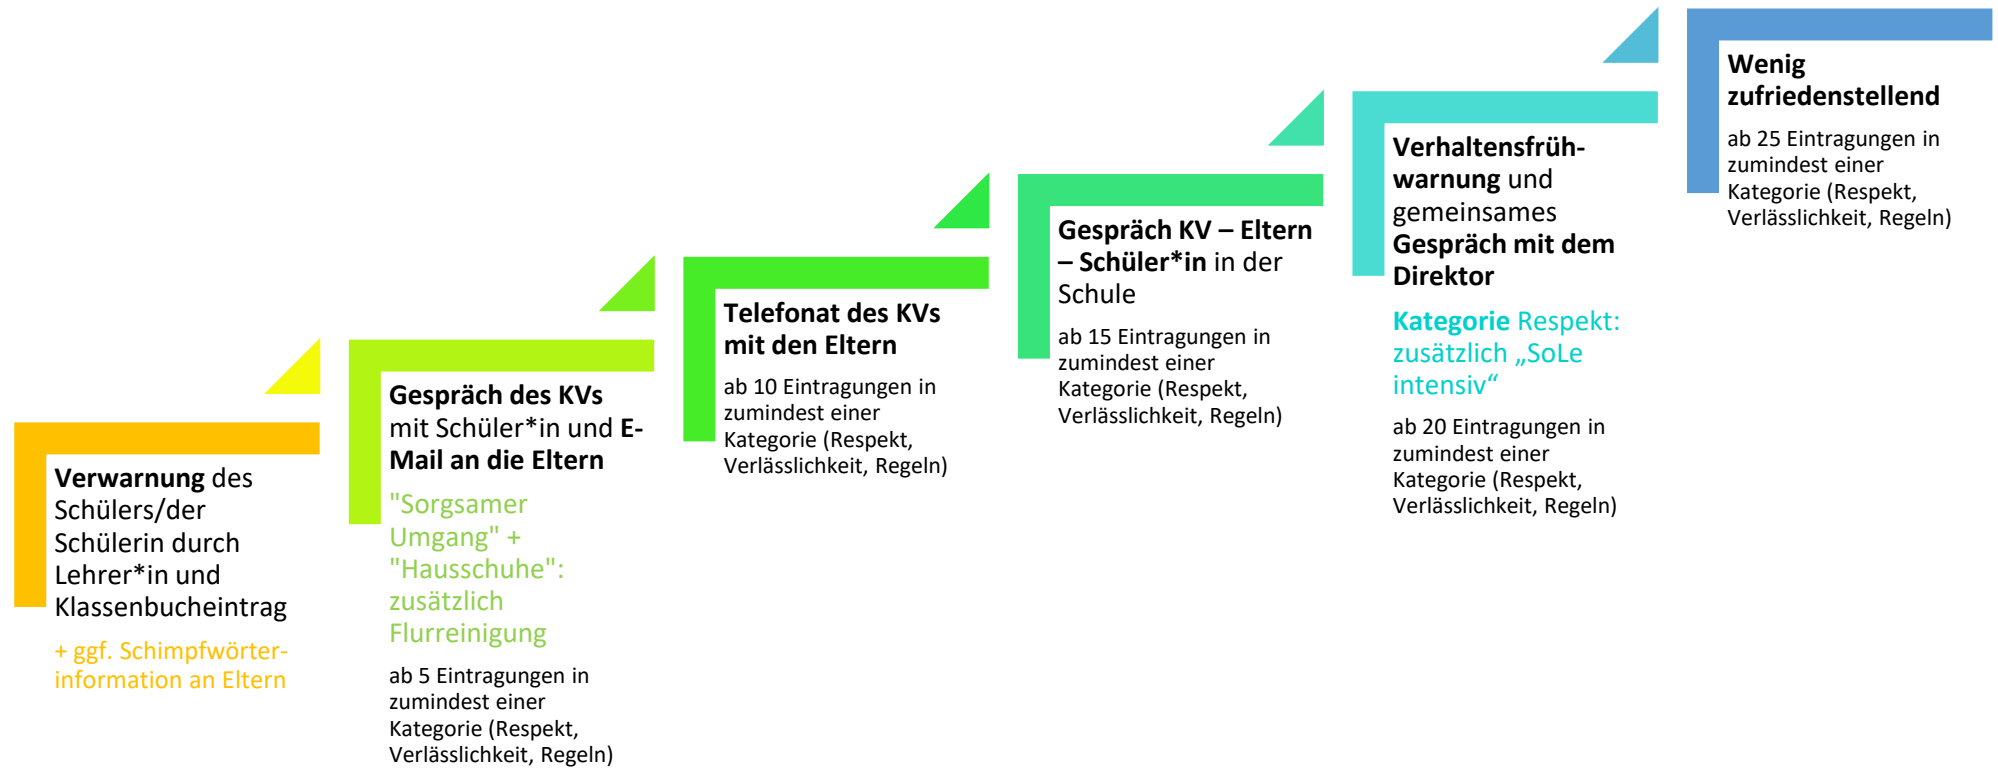 Verwarnung des
Schülers/der
Schülerin durch
Lehrer*in und
Klassenbucheintrag
+ ggf. Schimpfwörter-
information an Eltern
Gespräch des KVs
mit Schüler*in und E-
Mail an die Eltern
"Sorgsamer
Umgang" +
"Hausschuhe":
zusätzlich
Flurreinigung
ab 5 Eintragungen in
zumindest einer
Kategorie (Respekt,
Verlässlichkeit, Regeln)
Telefonat des KVs
mit den Eltern
ab 10 Eintragungen in
zumindest einer
Kategorie (Respekt,
Verlässlichkeit, Regeln)
Gespräch KV – Eltern
– Schüler*in in der
Schule
ab 15 Eintragungen in
zumindest einer
Kategorie (Respekt,
Verlässlichkeit, Regeln)
Verhaltensfrüh-
warnung und
gemeinsames
Gespräch mit dem
Direktor
Kategorie Respekt:
zusätzlich „SoLe
intensiv“
ab 20 Eintragungen in
zumindest einer
Kategorie (Respekt,
Verlässlichkeit, Regeln)
Wenig
zufriedenstellend
ab 25 Eintragungen in
zumindest einer
Kategorie (Respekt,
Verlässlichkeit, Regeln)